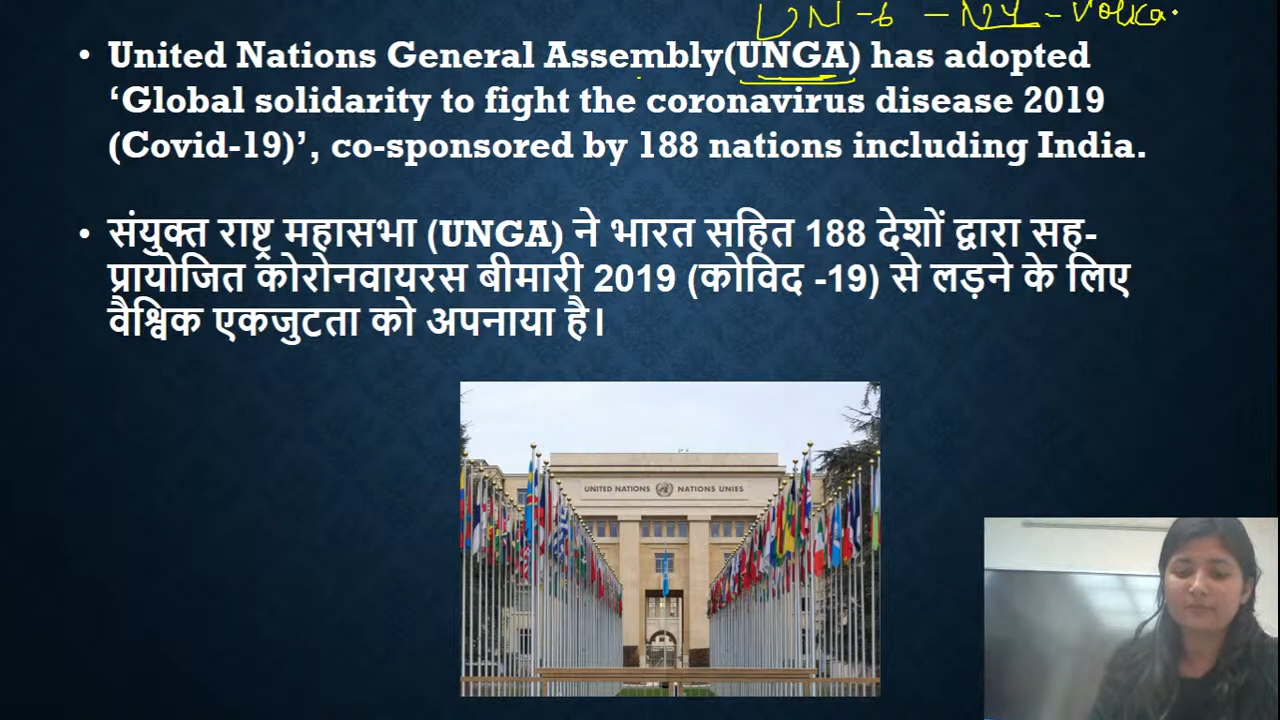 UN-6 - NY -
• United Nations General Assembly(UNGA) has adopted
‘Global solidarity to fight the coronavirus disease 2019
(Covid-19)’, co-sponsored by 188 nations including India.
• संयुक्त राष्ट्र महासभा (UNGA) ने भारत सहित 188 देशों द्वारा सह-
प्रायोजित कोरोनवायरस बीमारी 2019 (कोविद -19) से लड़ने के लिए
वैश्विक एकजुटता को अपनाया है।
UNITED NATIONS NATIONS UNIES